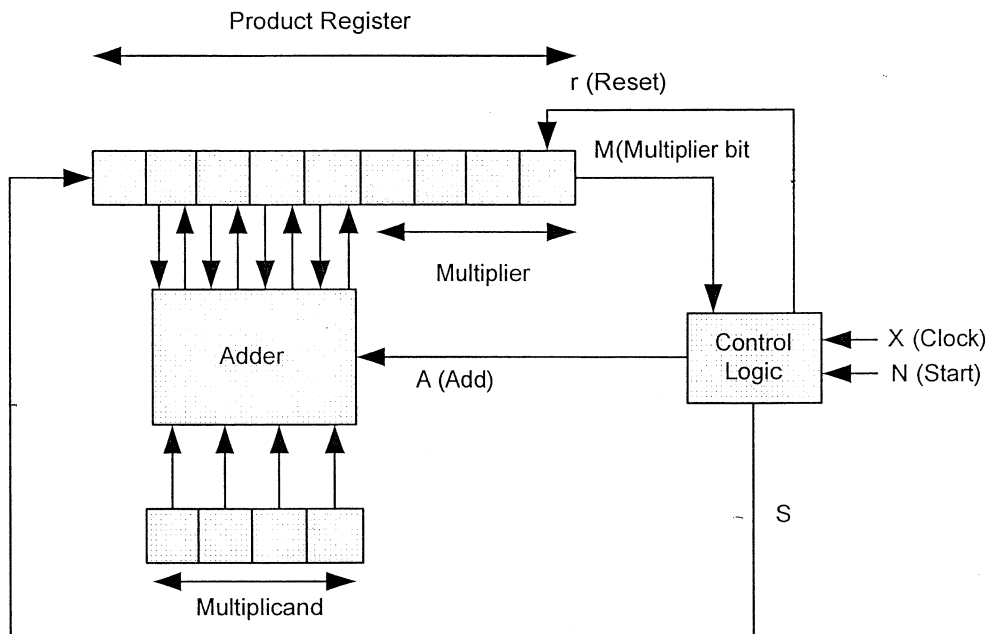 Product Register
r (Reset)
M(Multiplier bit
Multiplier
Adder
A (Add)
Control
Logic
X (Clock)
N (Start)
S
Multiplicand